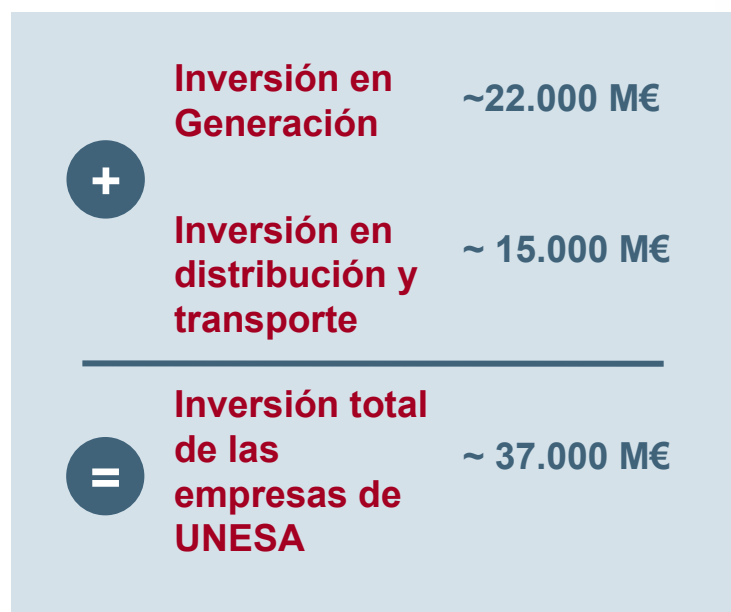 Inversión en
Generación
~22.000 M€
+
Inversión en
distribución y
transporte
~ 15.000 M€
=
Inversión total
de las
empresas de
UNESA
~ 37.000 M€